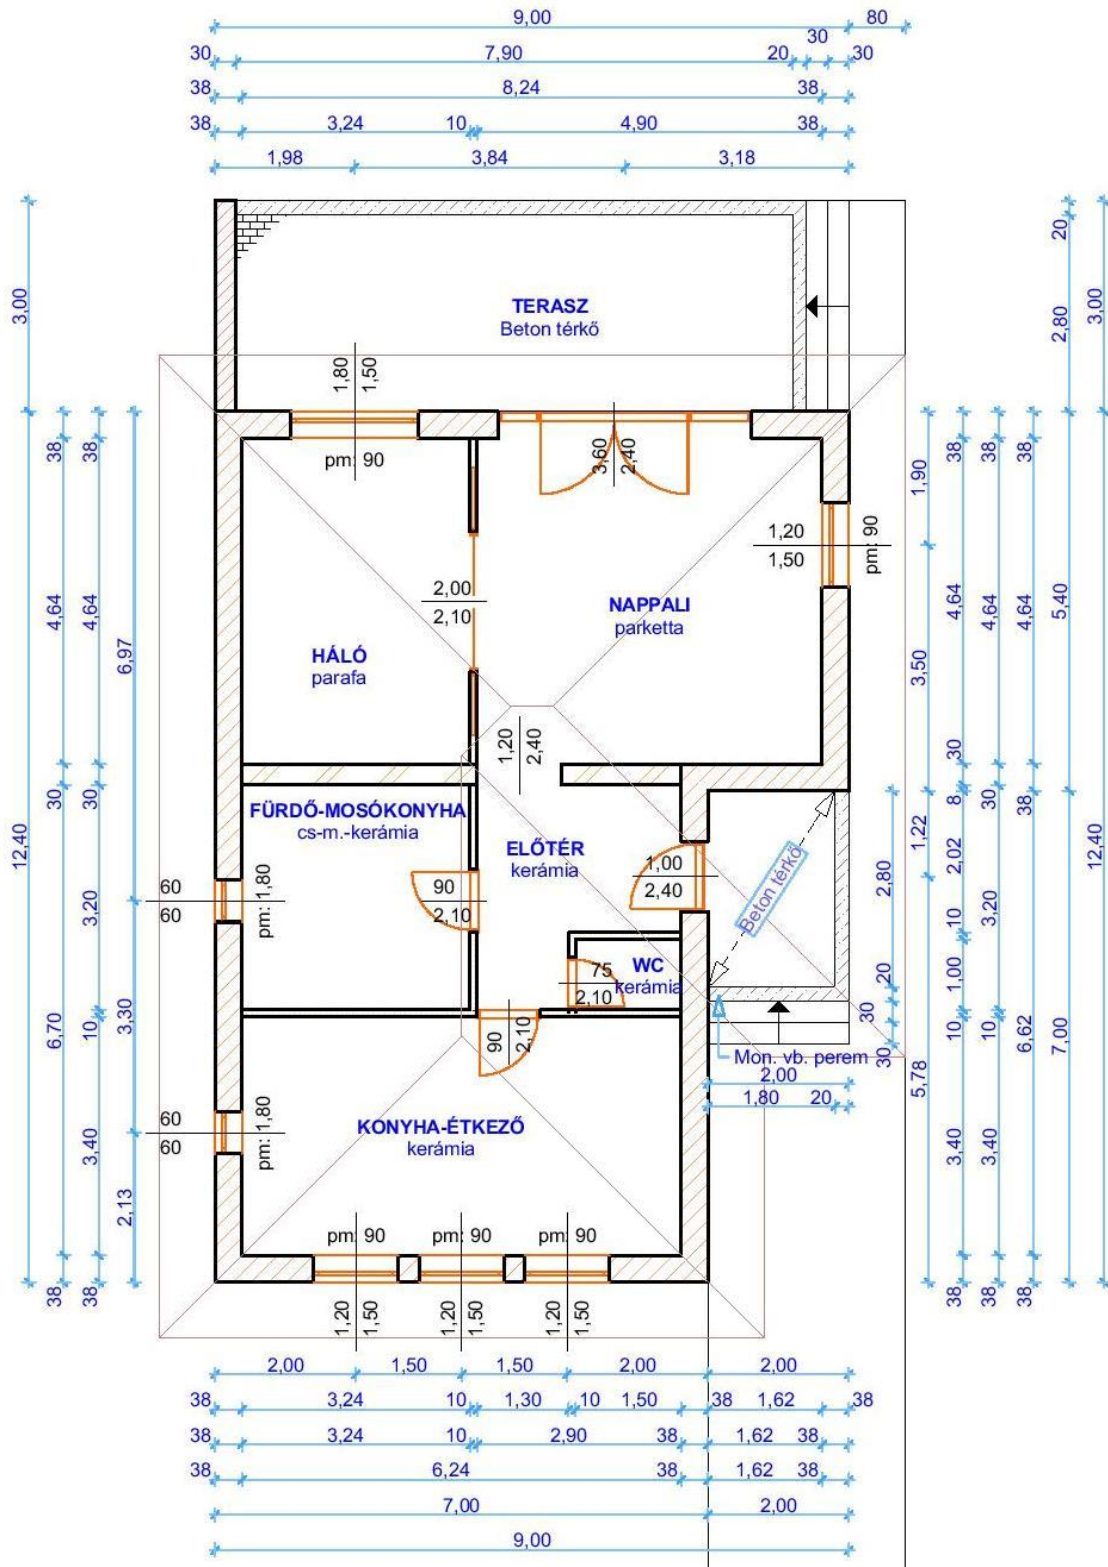 9,00 80
30 7,90 20 30 30
38 8,24 38
38 3,24 10 4,90 38
1,98 3,84 3,18
3,00
20
2,80
3,00
TERASZ
Beton térkő
1,80
1,50
pm: 90
3,60
2,40
1,20
1,50
pm: 90
2,00
2,10
NAPPALI
parketta
HÁLÓ
parafa
1,20
2,40
FÜRDŐ-MOSÓKONYHA
cs-m.-kerámia
ELŐTÉR
kerámia
1,00
2,40
Beton térkő
60
60
pm: 1,80
90
2,10
WC
kerámia
75
2,10
90
2,10
Mon. vb. perem
2,00
1,80 20
60
60
pm: 1,80
KONYHA-ÉTKEZŐ
kerámia
pm: 90 pm: 90 pm: 90
1,20
1,50
1,20
1,50
1,20
1,50
12,40
38
4,64
30
6,70
38
38
4,64
30
3,20
10
3,40
38
6,97
3,30
2,13
2,80
20
30
30
1,90
3,50
1,22
5,78
38
4,64
30
8
2,02
10
1,00
10
3,40
38
38
4,64
30
3,20
10
3,40
38
38
4,64
38
6,62
38
5,40
7,00
12,40
2,00 1,50 1,50 2,00 2,00
38 3,24 10 1,30 10 1,50 38 1,62 38
38 3,24 10 2,90 38 1,62 38
38 6,24 38 1,62 38
7,00 2,00
9,00